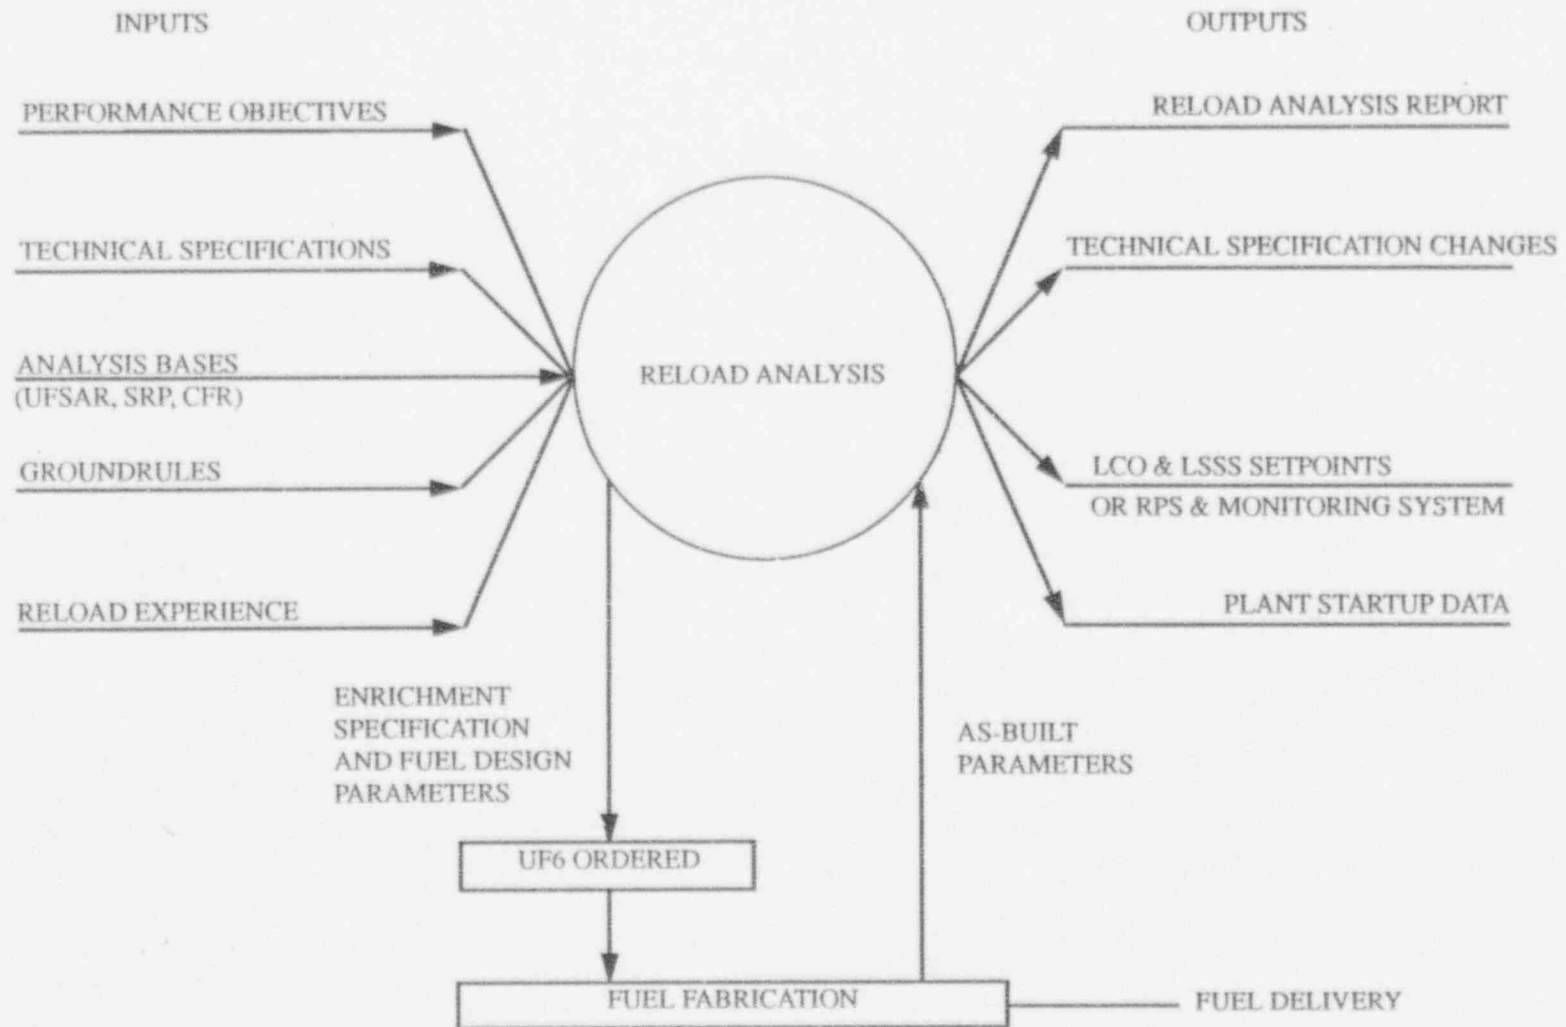 INPUTS
OUTPUTS
PERFORMANCE OBJECTIVES
TECHNICAL SPECIFICATIONS
ANALYSIS BASES
(UFSAR, SRP, CFR)
GROUNDRULES
RELOAD EXPERIENCE
RELOAD ANALYSIS
RELOAD ANALYSIS REPORT
TECHNICAL SPECIFICATION CHANGES
LCO & LSSS SETPOINTS
OR RPS & MONITORING SYSTEM
PLANT STARTUP DATA
ENRICHMENT
SPECIFICATION
AND FUEL DESIGN
PARAMETERS
AS-BUILT
PARAMETERS
UF6 ORDERED
FUEL FABRICATION
FUEL DELIVERY